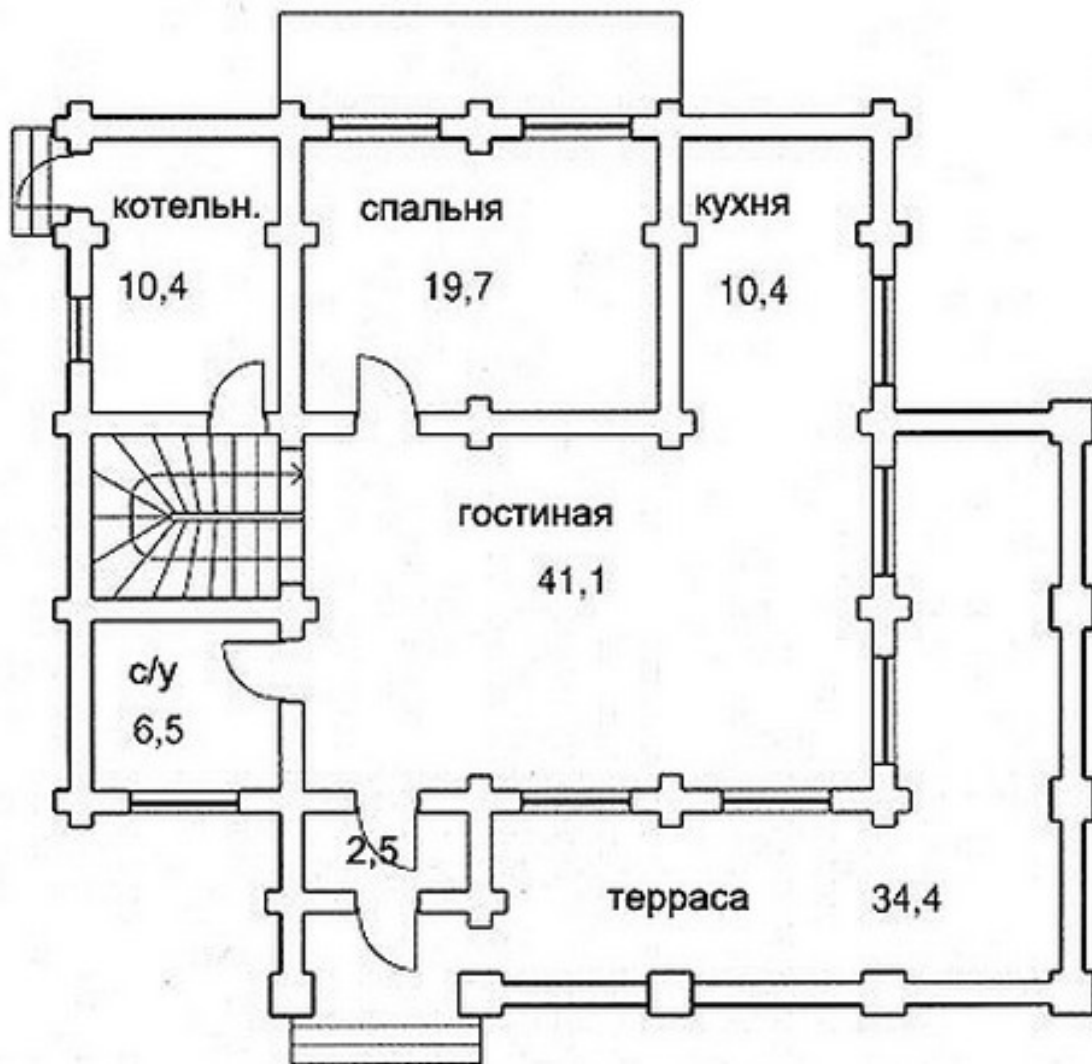 котельн.
10,4
спальня
19,7
кухня
10,4
гостиная
41,1
с/у
6,5
2,5
терраса
34,4